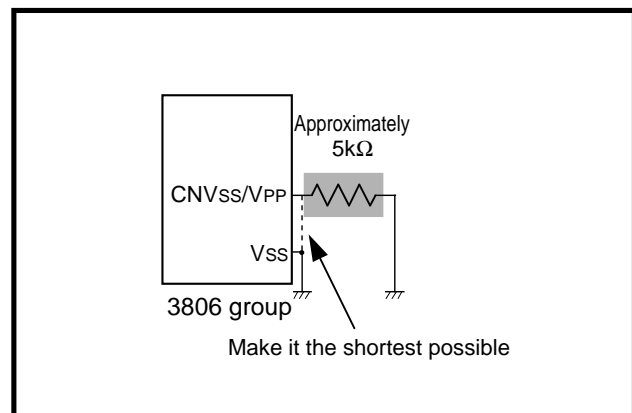 Approximately
5kΩ
CNVSS/VPP
VSS
3806 group
Make it the shortest possible